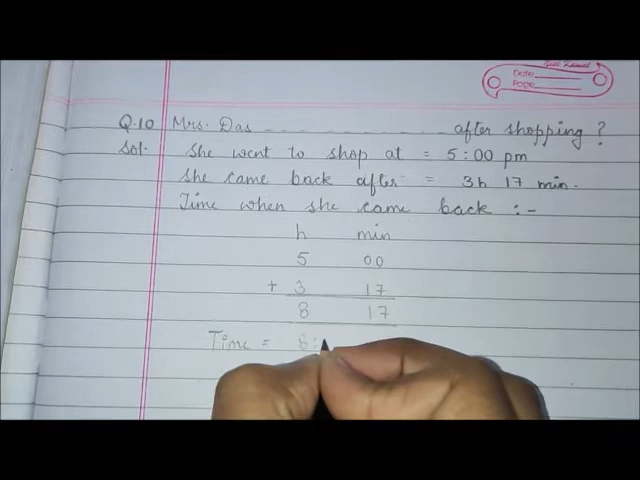 Date
Page
Q.10 Mrs. Das _ _ _ _ _ _ _ _ _ after shopping ?
Sol. She went to shop at = 5:00 pm
She came back after = 3h 17 min.
Time when she came back :-
h min
5 00
+ 3 17
8 17
Time = 8: